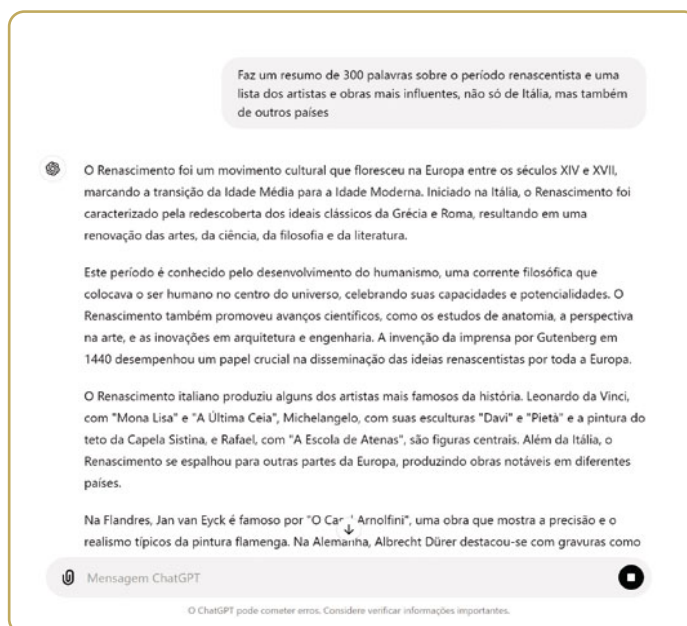 Faz um resumo de 300 palavras sobre o período renascentista e uma
lista dos artistas e obras mais influentes, não só de Itália, mas também
de outros países
O Renascimento foi um movimento cultural que floresceu na Europa entre os séculos XIV e XVII,
marcando a transição da Idade Média para a Idade Moderna. Iniciado na Itália, o Renascimento foi
caracterizado pela redescoberta dos ideais clássicos da Grécia e Roma, resultando em uma
renovação das artes, da ciência, da filosofia e da literatura.
Este período é conhecido pelo desenvolvimento do humanismo, uma corrente filosófica que
colocava o ser humano no centro do universo, celebrando suas capacidades e potencialidades. O
Renascimento também promoveu avanços científicos, como os estudos de anatomia, a perspectiva
na arte, e as inovações em arquitetura e engenharia. A invenção da imprensa por Gutenberg em
1440 desempenhou um papel crucial na disseminação das ideias renascentistas por toda a Europa.
O Renascimento italiano produziu alguns dos artistas mais famosos da história. Leonardo da Vinci,
com "Mona Lisa" e "A Última Ceia", Michelangelo, com suas esculturas "Davi" e "Pietà" e a pintura do
teto da Capela Sistina, e Rafael, com "A Escola de Atenas", são figuras centrais. Além da Itália, o
Renascimento se espalhou para outras partes da Europa, produzindo obras notáveis em diferentes
países.
Na Flandres, Jan van Eyck é famoso por "O Arnolfini", uma obra que mostra a precisão e o
realismo típicos da pintura flamenga. Na Alemanha, Albrecht Dürer destacou-se com gravuras como
Mensagem ChatGPT
O ChatGPT pode cometer erros. Considere verificar informações importantes.